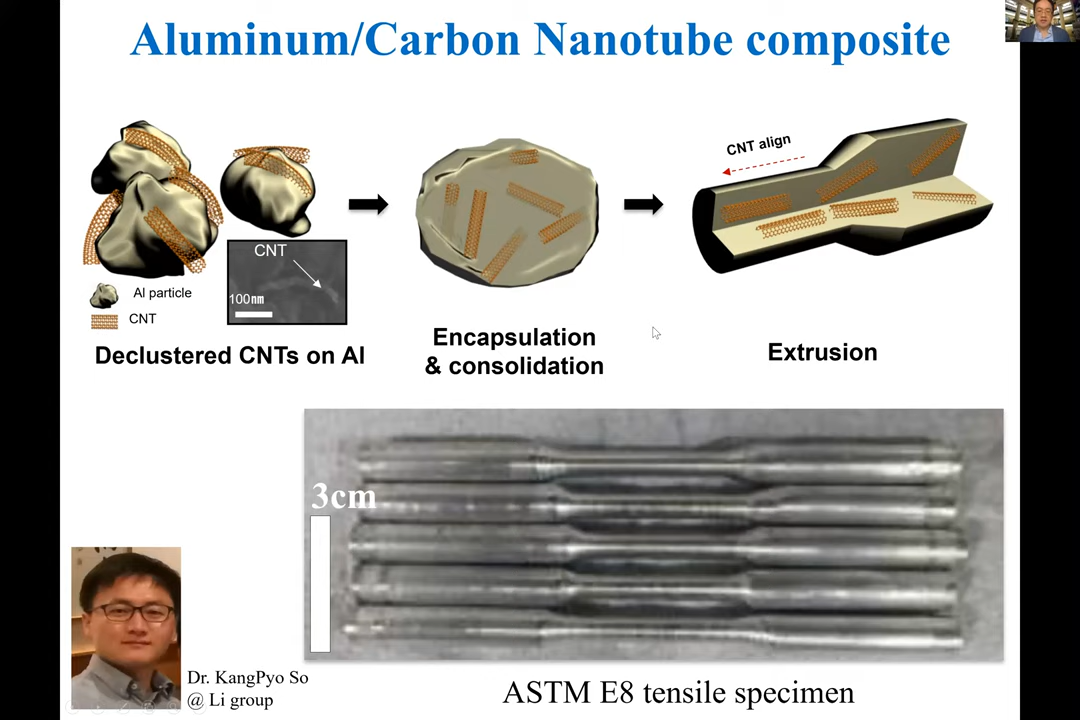 Aluminum/Carbon Nanotube composite
CNT align
CNT
100nm
Al particle
CNT
Declustered CNTs on Al
Encapsulation
& consolidation
Extrusion
3cm
Dr. KangPyo So
@ Li group
ASTM E8 tensile specimen